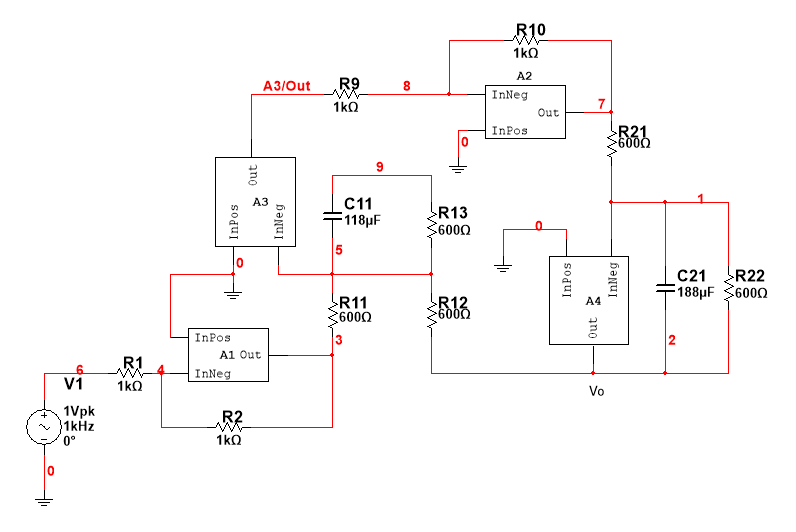 R10
1kΩ
A2
A3/Out
R9
8
1kΩ
InNeg
Out
7
InPos
0
R21
600Ω
9
Out
A3
InPos
InNeg
C11
118µF
R13
600Ω
5
1
0
0
InPos
InNeg
A4
Out
C21
188µF
R22
600Ω
R11
600Ω
R12
600Ω
InPos
A1 Out
3
InNeg
2
6
V1
R1
1kΩ
4
Vo
1Vpk
1kHz
0°
R2
1kΩ
0